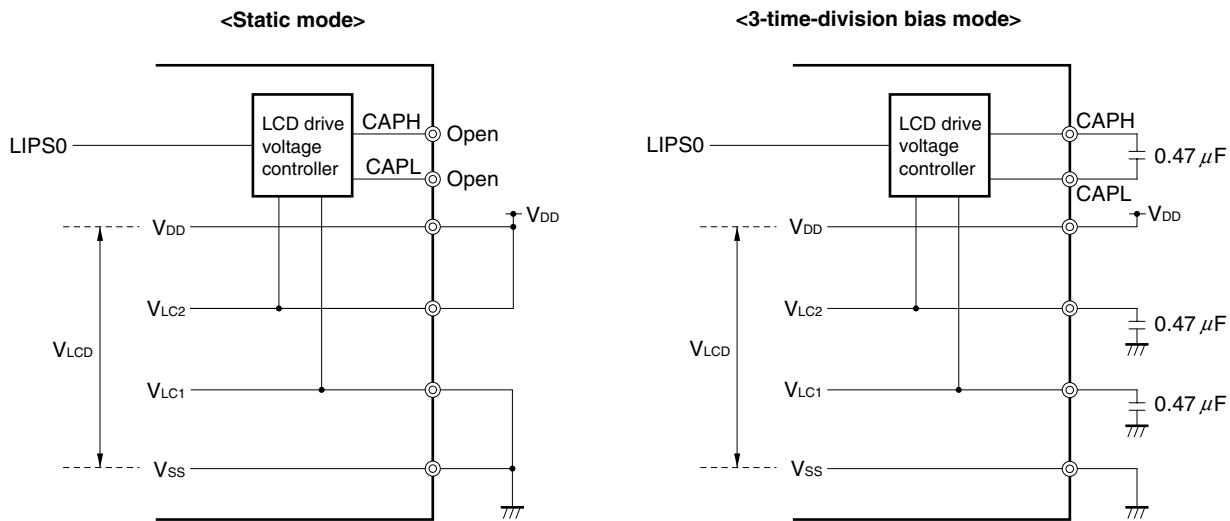 <Static mode>
LIPS0
LCD drive
voltage
controller
CAPH
Open
CAPL
Open
VDD
VDD
VLC2
VLCD
VLC1
VSS
<3-time-division bias mode>
LIPS0
LCD drive
voltage
controller
CAPH
0.47 μF
CAPL
VDD
VDD
VLC2
0.47 μF
VLCD
VLC1
0.47 μF
VSS